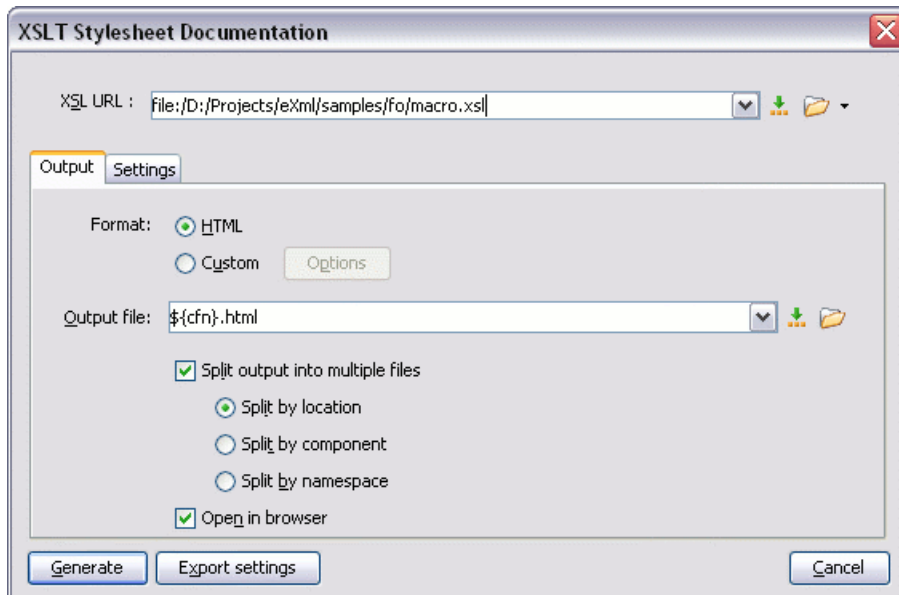 XSLT Stylesheet Documentation
XSL URL : file:/D:/Projects/eXml/samples/fo/macro.xsl
Output Settings
Format: HTML
Custom Options
Output file: ${cfn}.html
Split output into multiple files
Split by location
Split by component
Split by namespace
Open in browser
Generate Export settings Cancel